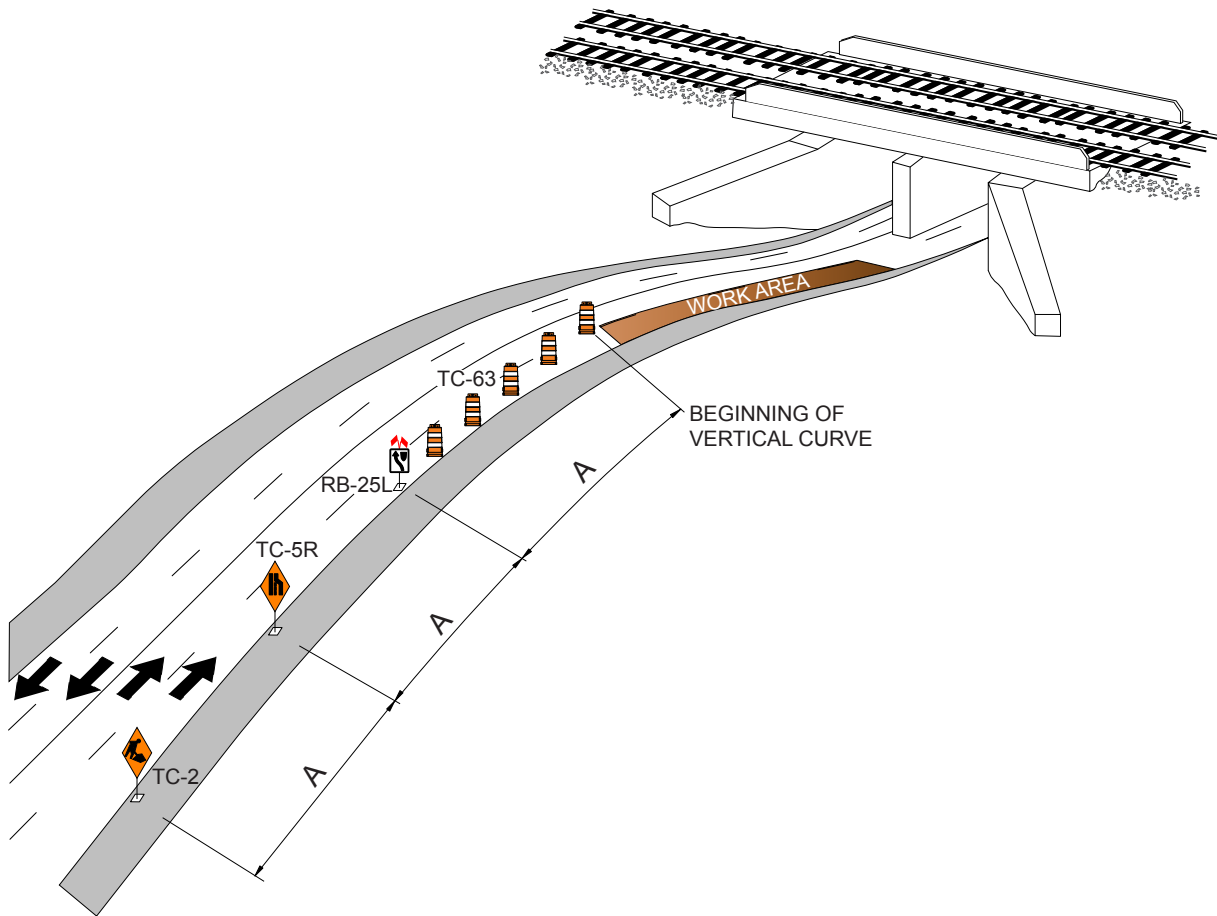 WORK AREA
TC-63
BEGINNING OF
VERTICAL CURVE
A
RB-25L
TC-5R
A
TC-2
A